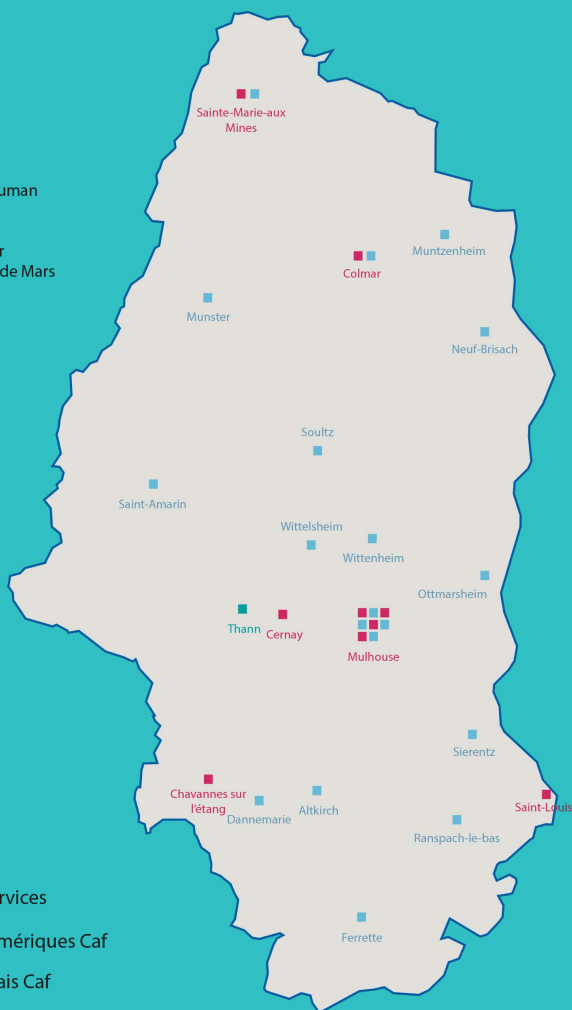 Sainte-Marie-aux
Mines
uman
Muntzenheim
r
de Mars
Colmar
Munster
Neuf-Brisach
Soultz
Saint-Amarin
Wittelsheim
Wittenheim
Ottmarsheim
Thann
Cernay
Mulhouse
Sierentz
Chavannes sur
l'étang
Dannemarie
Altkirch
Saint-Louis
Ranspach-le-bas
rvices
Ferrette
mériques Caf
ais Caf